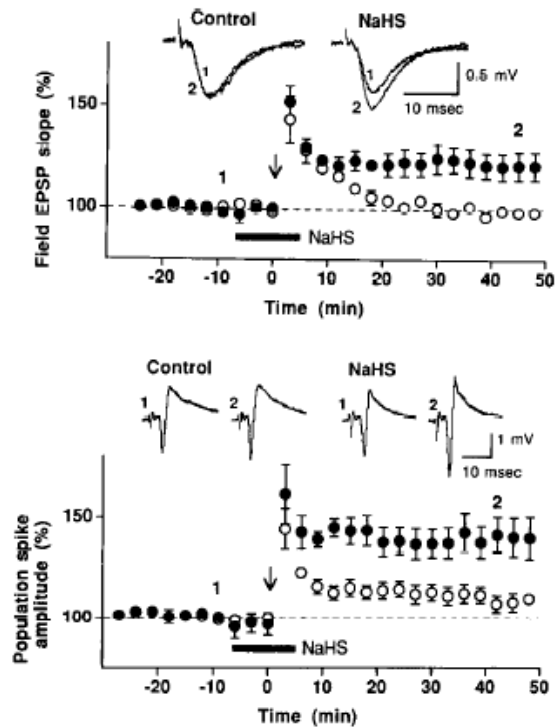 Control NaHS
1
2
1
2
0.5 mV
10 msec
Field EPSP slope (%)
150
100
1
2
NaHS
-20 -10 0 10 20 30 40 50
Time (min)
Control NaHS
1 2 1 2
1 mV
10 msec
Population spike
amplitude (%)
150
100
1
2
NaHS
-20 -10 0 10 20 30 40 50
Time (min)